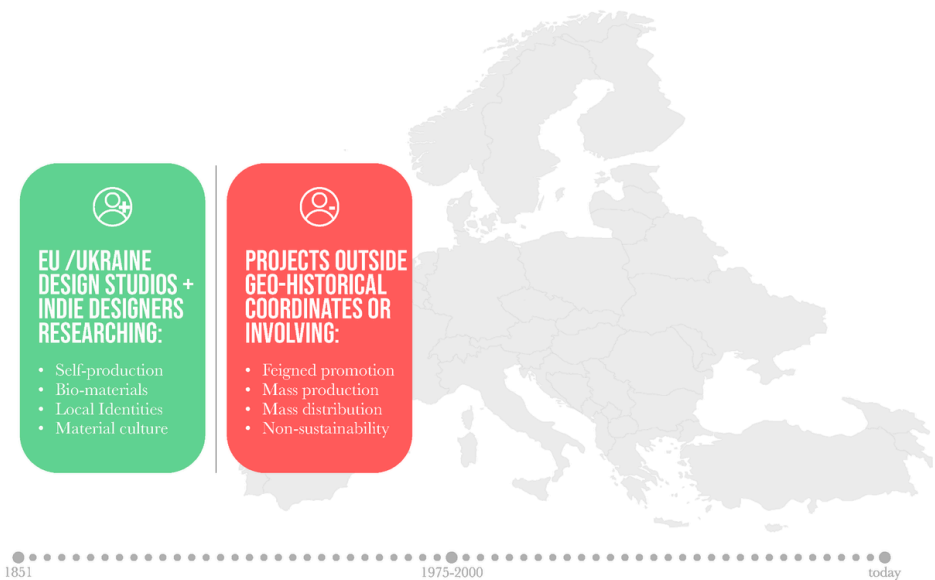 EU /UKRAINE
DESIGN STUDIOS +
INDIE DESIGNERS
RESEARCHING:
• Self-production
• Bio-materials
• Local Identities
• Material culture
PROJECTS OUTSIDE
GEO-HISTORICAL
COORDINATES OR
INVOLVING:
• Feigned promotion
• Mass production
• Mass distribution
• Non-sustainability
1851
1975-2000
today